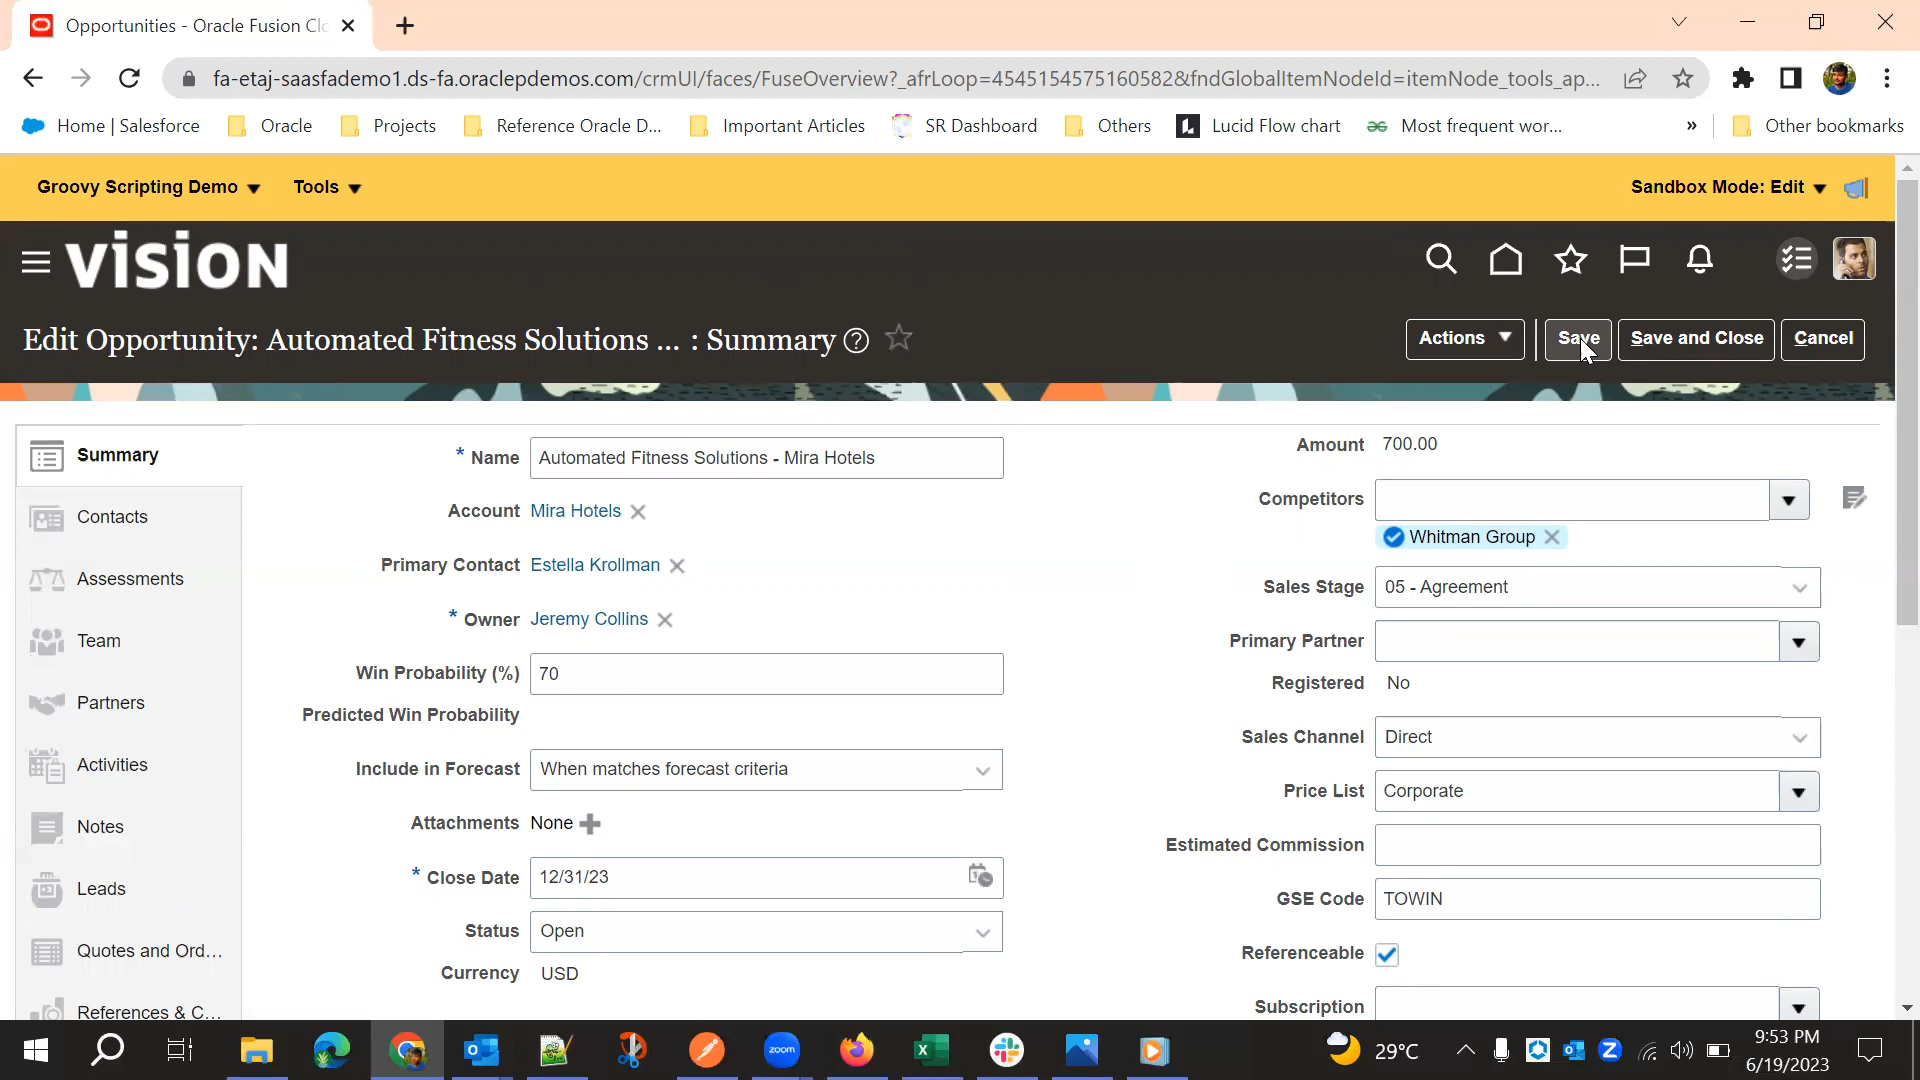 Opportunities - Oracle Fusion Clo
fa-etaj-saasfademo1.ds-fa.oraclepdemos.com/crmUI/faces/FuseOverview?_afrLoop=4545154575160582&fndGlobalItemNodeId=itemNode_tools_ap...
Home | Salesforce Oracle Projects Reference Oracle D... Important Articles SR Dashboard Others Lucid Flow chart Most frequent wor... » Other bookmarks
Groovy Scripting Demo Tools Sandbox Mode: Edit
VISION
Edit Opportunity: Automated Fitness Solutions ... : Summary Actions Save Save and Close Cancel
Summary
Contacts
Assessments
Team
Partners
Activities
Notes
Leads
Quotes and Ord...
References & C...
* Name Automated Fitness Solutions - Mira Hotels
Account Mira Hotels
Primary Contact Estella Krollman
* Owner Jeremy Collins
Win Probability (%) 70
Predicted Win Probability
Include in Forecast When matches forecast criteria
Attachments None
* Close Date 12/31/23
Status Open
Currency USD
Amount 700.00
Competitors
Whitman Group
Sales Stage 05 - Agreement
Primary Partner
Registered No
Sales Channel Direct
Price List Corporate
Estimated Commission
GSE Code TOWIN
Referenceable
Subscription
zoom
29°C
9:53 PM
6/19/2023